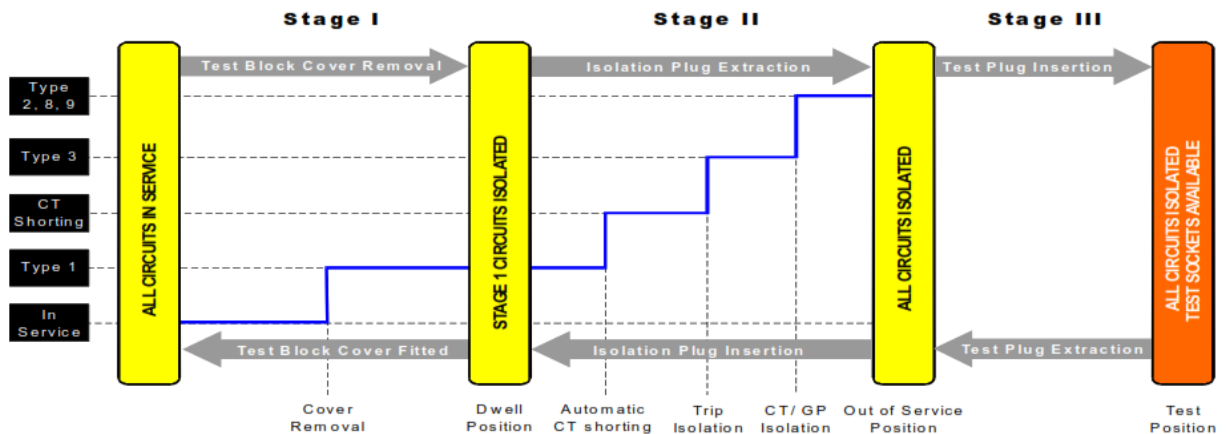 Stage I
Stage II
Stage III
Test Block Cover Removal
Isolation Plug Extraction
Test Plug Insertion
Type
2, 8, 9
Type 3
CT
Shorting
Type 1
In
Service
ALL CIRCUITS IN SERVICE
STAGE 1 CIRCUITS ISOLATED
ALL CIRCUITS ISOLATED
ALL CIRCUITS ISOLATED
TEST SOCKETS AVAILABLE
Test Block Cover Fitted
Isolation Plug Insertion
Test Plug Extraction
Cover
Removal
Dwell
Position
Automatic
CT shorting
Trip
Isolation
CT/ GP
Isolation
Out of Service
Position
Test
Position